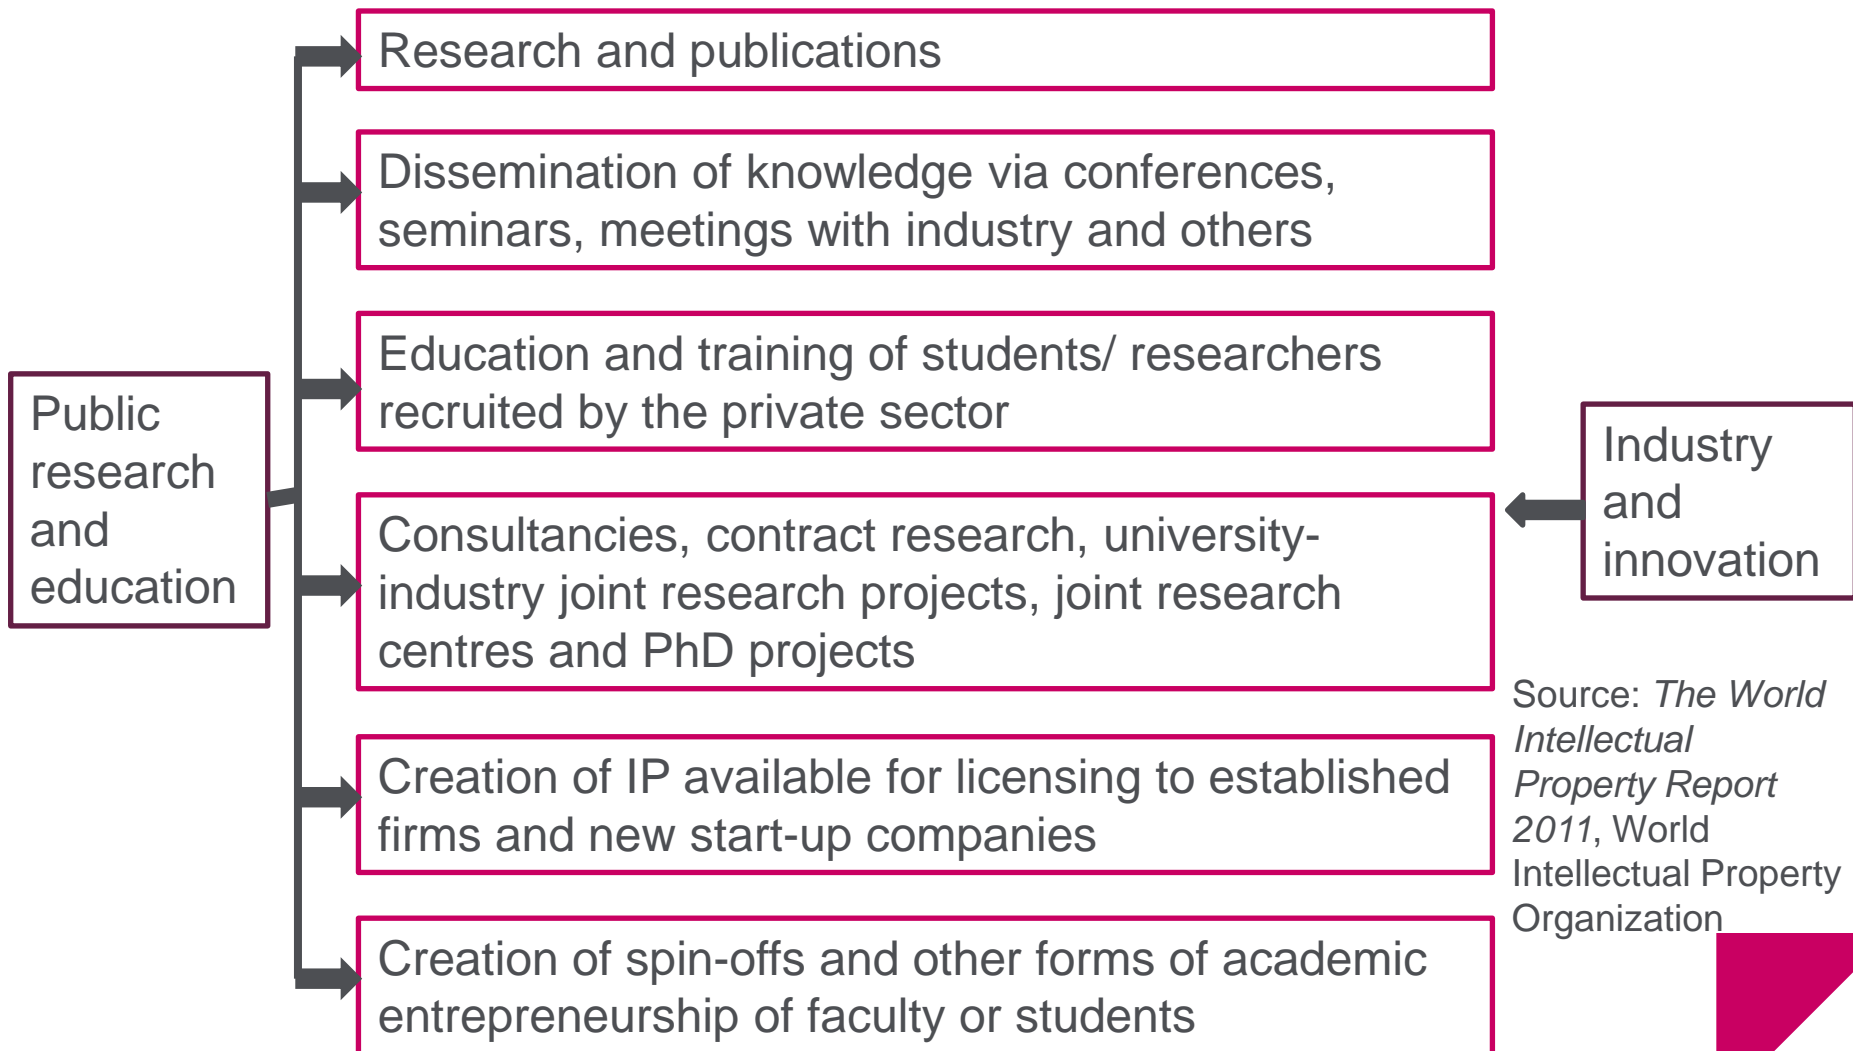 Research and publications
Dissemination of knowledge via conferences,
seminars, meetings with industry and others
Education and training of students/ researchers
recruited by the private sector
Public
research
and
education
Consultancies, contract research, university-
industry joint research projects, joint research
centres and PhD projects
Industry
and
innovation
Creation of IP available for licensing to established
firms and new start-up companies
Creation of spin-offs and other forms of academic
entrepreneurship of faculty or students
Source: The World
Intellectual
Property Report
2011, World
Intellectual Property
Organization